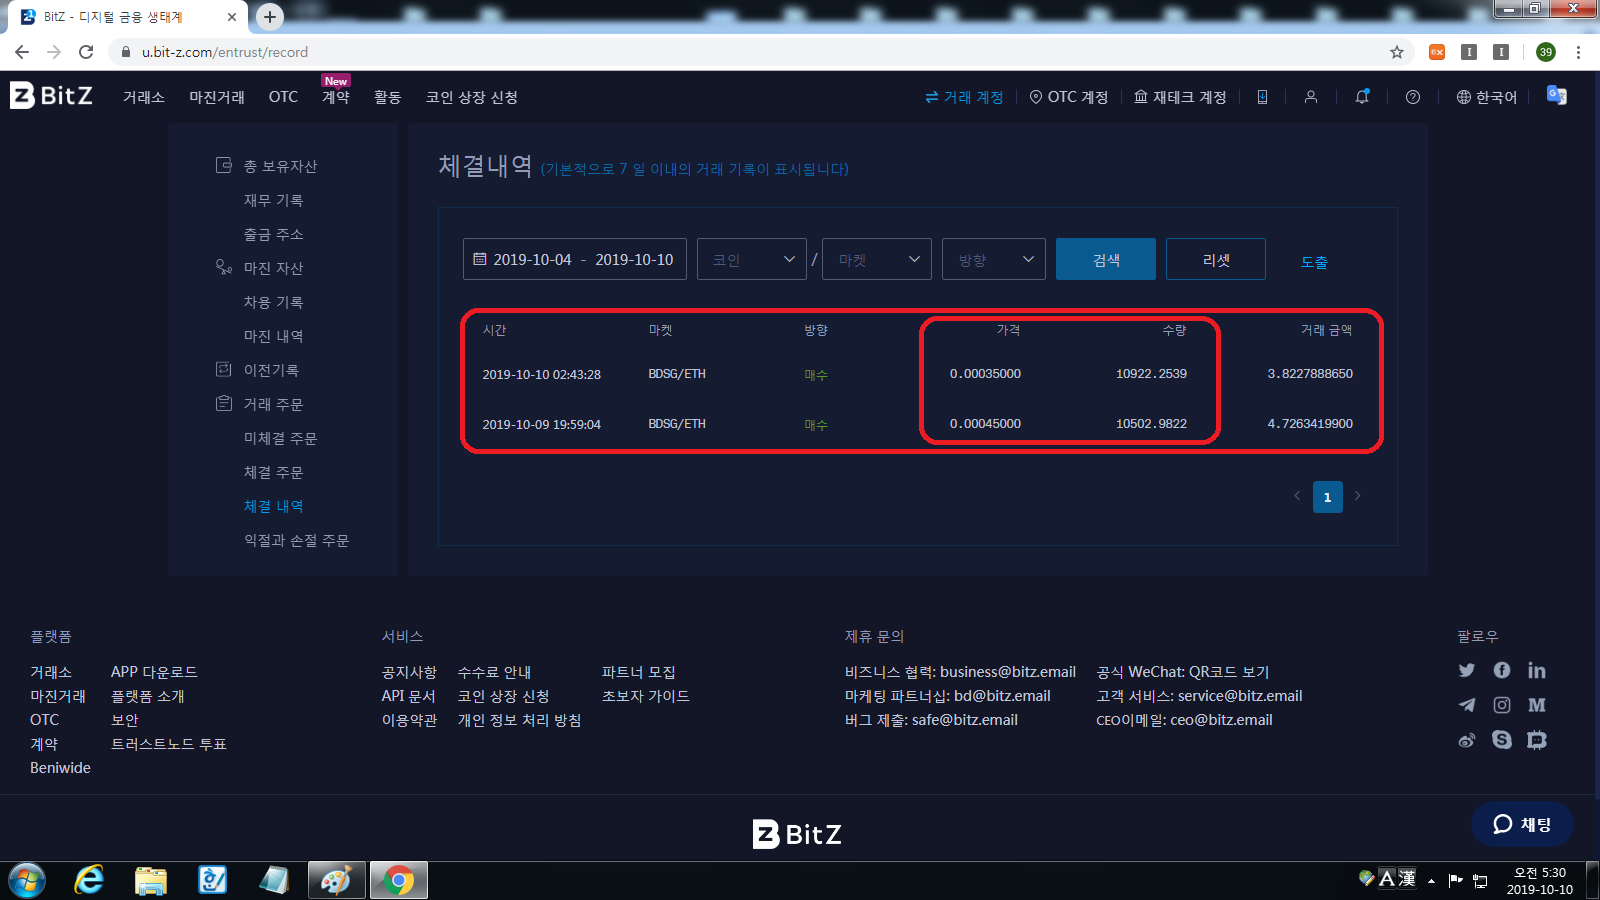 BitZ - 디지털 금융 생태계
u.bit-z.com/entrust/record
39
BitZ
거래소
마진거래
OTC
New
계약
활동
코인 상장 신청
거래 계정
OTC 계정
재테크 계정
한국어
총 보유자산
재무 기록
출금 주소
마진 자산
차용 기록
마진 내역
이전기록
거래 주문
미체결 주문
체결 주문
체결 내역
익절과 손절 주문
체결내역 (기본적으로 7 일 이내의 거래 기록이 표시됩니다)
2019-10-04 - 2019-10-10 코인 / 마켓 방향 검색 리셋 도출
시간 마켓 방향 가격 수량 거래 금액
2019-10-10 02:43:28 BDSG/ETH 매수 0.00035000 10922.2539 3.8227888650
2019-10-09 19:59:04 BDSG/ETH 매수 0.00045000 10502.9822 4.7263419900
1
플랫폼
거래소 APP 다운로드
마진거래 플랫폼 소개
OTC 보안
계약 트러스트노드 투표
Beniwide
서비스
공지사항 수수료 안내 파트너 모집
API 문서 코인 상장 신청 초보자 가이드
이용약관 개인 정보 처리 방침
제휴 문의
비즈니스 협력: business@bitz.email 공식 WeChat: QR코드 보기
마케팅 파트너십: bd@bitz.email 고객 서비스: service@bitz.email
버그 제출: safe@bitz.email CEO이메일: ceo@bitz.email
팔로우
BitZ
채팅
A 漢
오전 5:30
2019-10-10